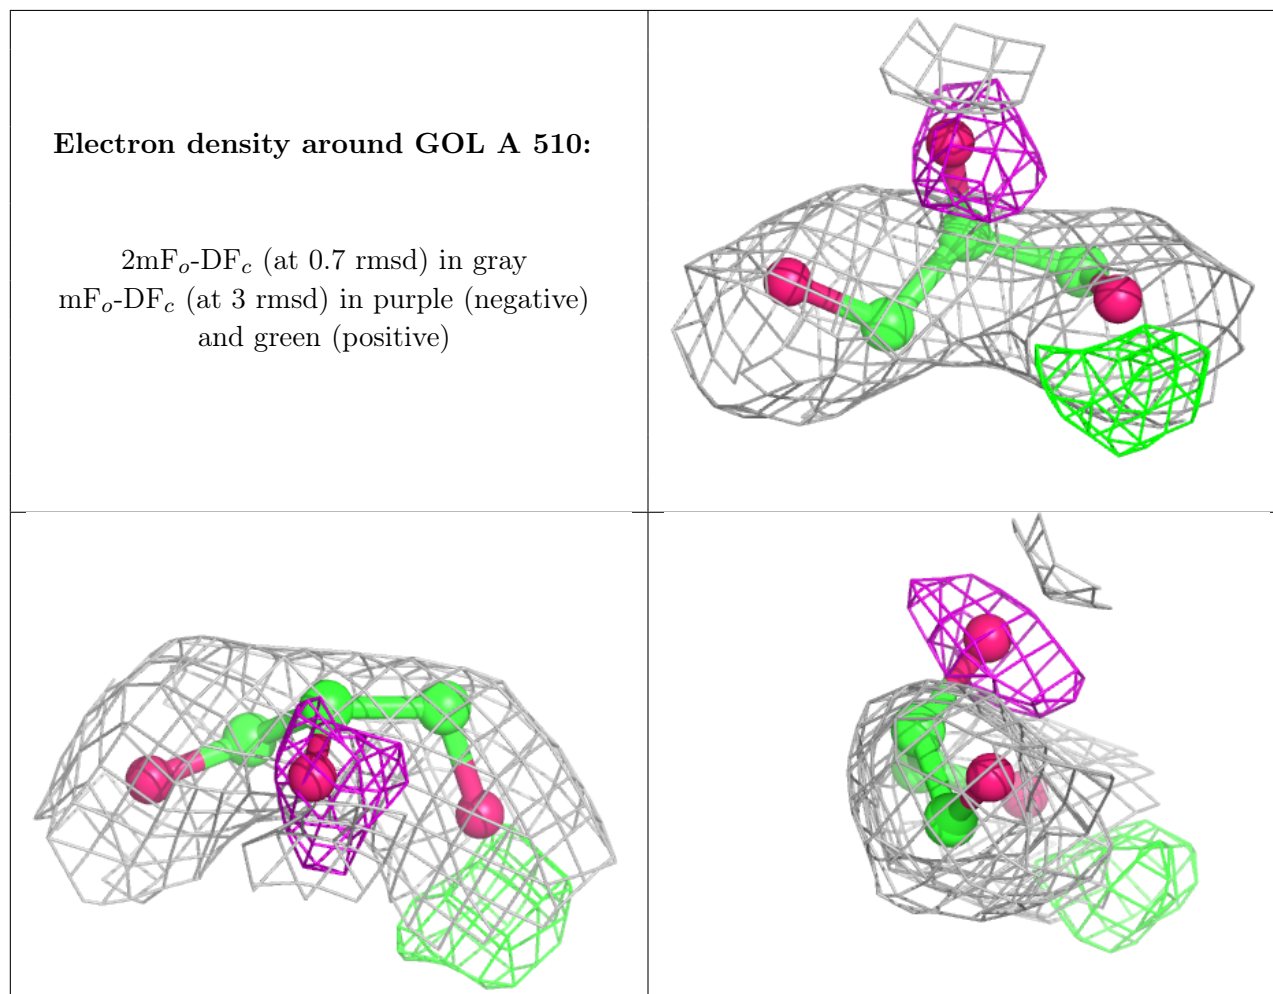 Electron density around GOL A 510:
2mFo-DFc (at 0.7 rmsd) in gray
mFo-DFc (at 3 rmsd) in purple (negative)
and green (positive)